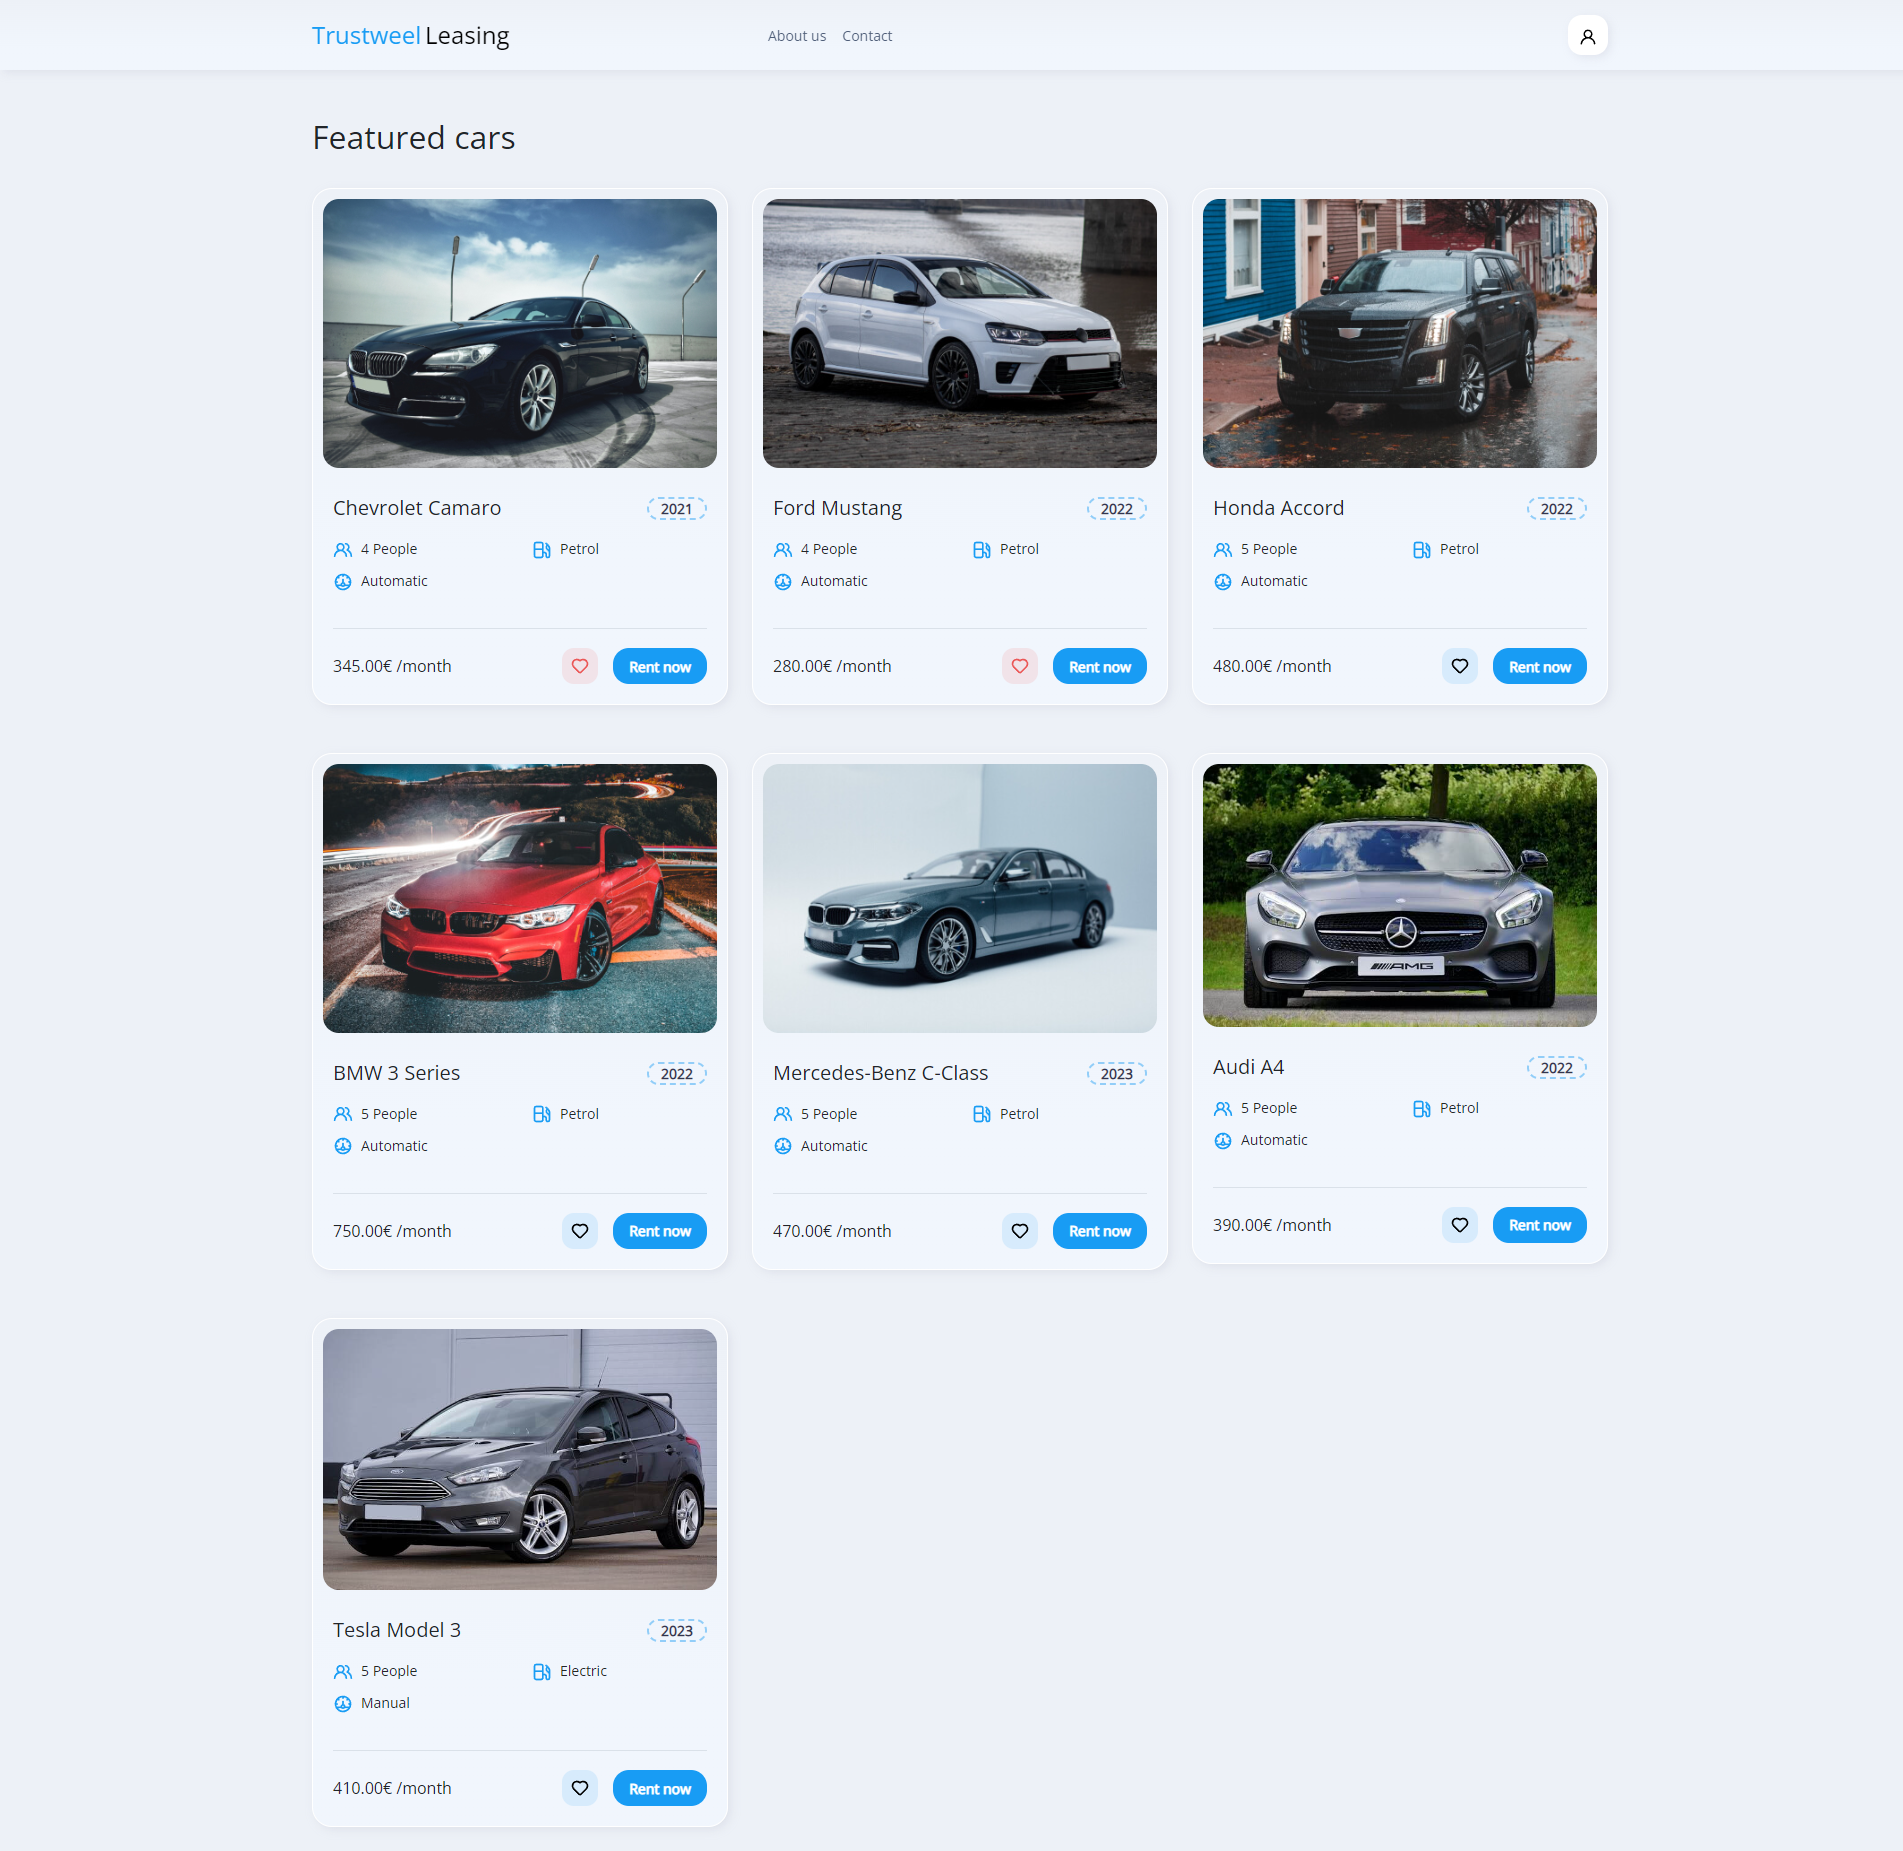 Trustweel Leasing
About us
Contact
Featured cars
Chevrolet Camaro
2021
4 People
Petrol
Automatic
345.00€ /month
Rent now
Ford Mustang
2022
4 People
Petrol
Automatic
280.00€ /month
Rent now
Honda Accord
2022
5 People
Petrol
Automatic
480.00€ /month
Rent now
BMW 3 Series
2022
5 People
Petrol
Automatic
750.00€ /month
Rent now
Mercedes-Benz C-Class
2023
5 People
Petrol
Automatic
470.00€ /month
Rent now
AMG
Audi A4
2022
5 People
Petrol
Automatic
390.00€ /month
Rent now
Tesla Model 3
2023
5 People
Electric
Manual
410.00€ /month
Rent now